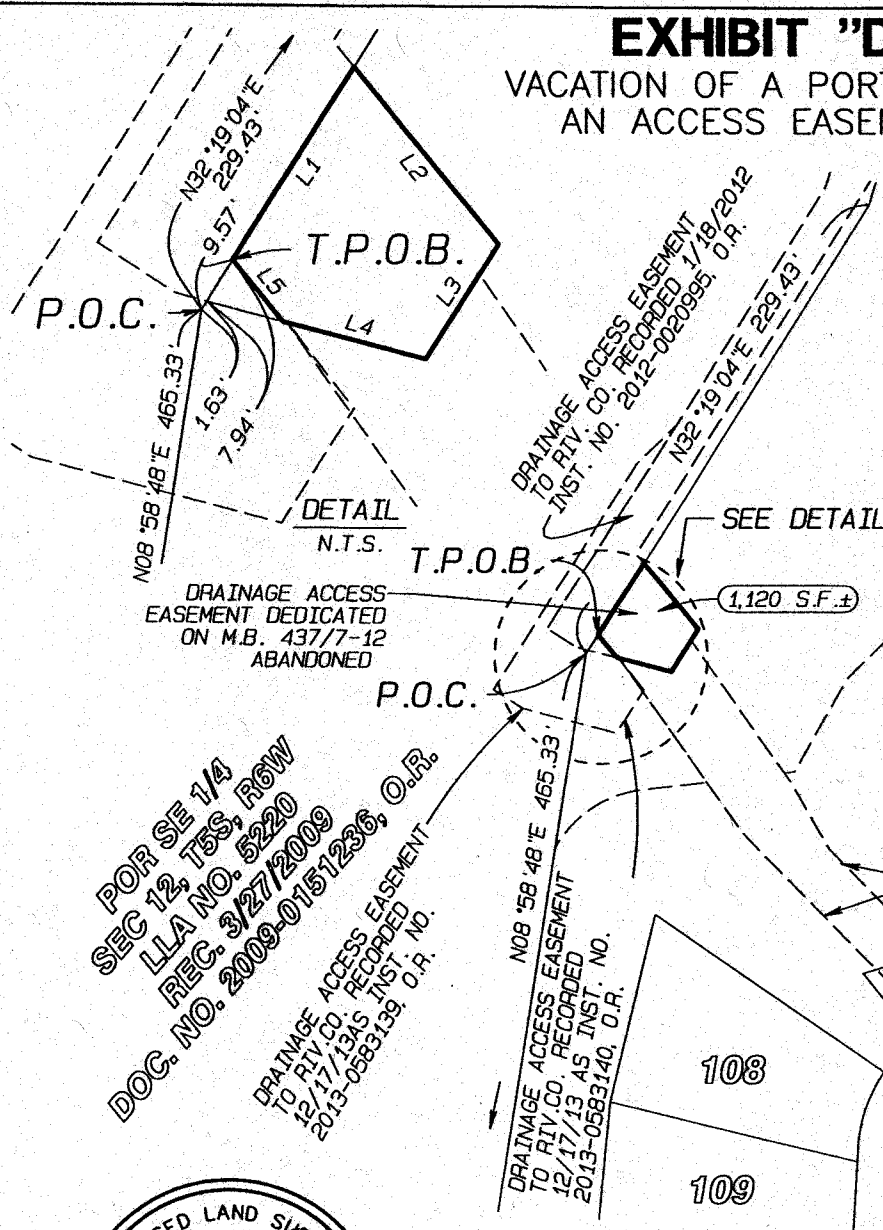 EXHIBIT "D
VACATION OF A PORT
AN ACCESS EASE
N32°19'04"E
229.43'
9.57'
L1
L2
L3
L4
L5
T.P.O.B.
P.O.C.
N08°58'48"E 465.33'
1.63'
7.94'
DETAIL
N.T.S.
DRAINAGE ACCESS EASEMENT
TO RIV. CO. RECORDED 1/18/2012
INST. NO. 2012-0020995, O.R.
N32°19'04"E 229.43'
SEE DETAIL
T.P.O.B.
1,120 S.F.±
DRAINAGE ACCESS
EASEMENT DEDICATED
ON M.B. 437/7-12
ABANDONED
P.O.C.
N08°58'48"E 465.33'
POR SE 1/4
SEC 12, T5S, R6W
LLA NO. 5220
REC. 3/27/2009
DOC. NO. 2009-0151236, O.R.
DRAINAGE ACCESS EASEMENT
TO RIV.CO. RECORDED
12/17/13AS INST. NO.
2013-0583139, O.R.
DRAINAGE ACCESS EASEMENT
TO RIV.CO. RECORDED
12/17/13 AS INST. NO.
2013-0583140, O.R.
108
109
SED LAND SU